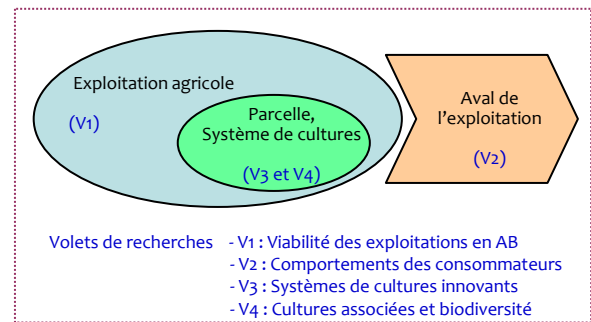 Exploitation agricole
(V1)
Parcelle,
Système de cultures
(V3 et V4)
Aval de
l'exploitation
(V2)
Volets de recherches - V1 : Viabilité des exploitations en AB
- V2 : Comportements des consommateurs
- V3 : Systèmes de cultures innovants
- V4 : Cultures associées et biodiversité